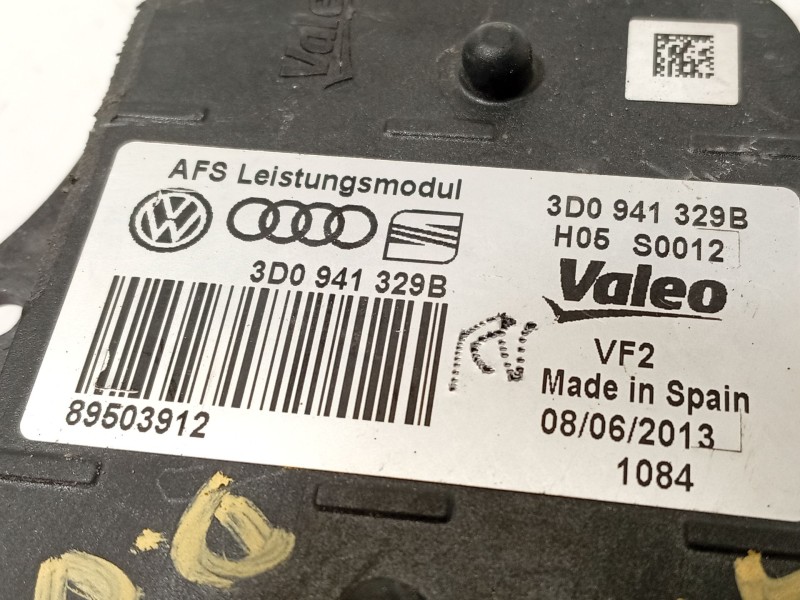 Valeo
AFS Leistungsmodul
3D0 941 329B
89503912
3D0 941 329B
H05 S0012
Valeo
VF2
Made in Spain
08/06/2013
1084